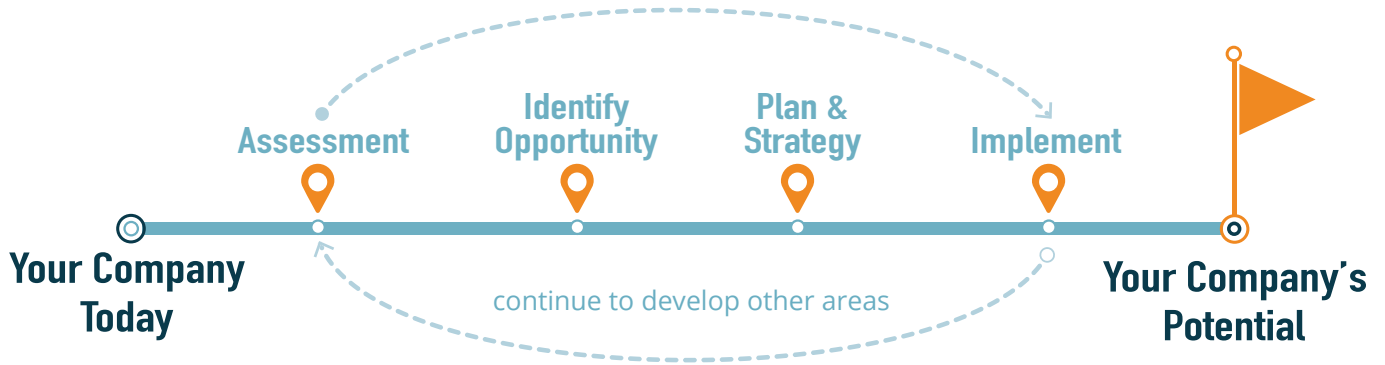 Assessment
Identify
Opportunity
Plan &
Strategy
Implement
Your Company
Today
continue to develop other areas
Your Company's
Potential